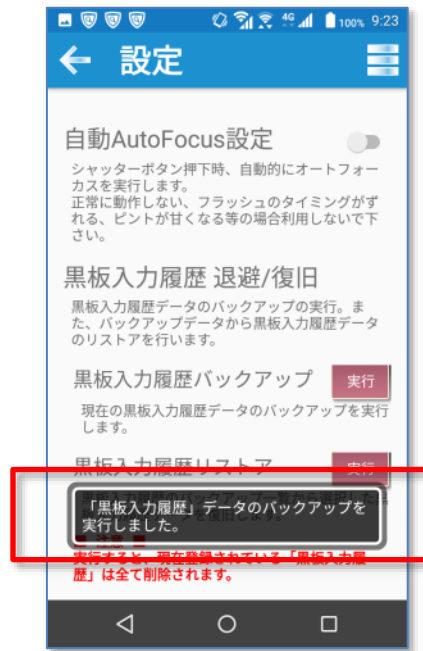 4G 100% 9:23
設定
自動AutoFocus設定
シャッターボタン押下時、自動的にオートフォー
カスを実行します。
正常に動作しない、フラッシュのタイミングがず
れる、ピントが甘くなる等の場合利用しないで下
さい。
黒板入力履歴 退避/復旧
黒板入力履歴データのバックアップの実行。ま
た、バックアップデータから黒板入力履歴データ
のリストアを行います。
黒板入力履歴バックアップ 実行
現在の黒板入力履歴データのバックアップを実行
します。
黒板入力履歴リストア 実行
「黒板入力履歴」データのバックアップを
実行しました。
■ 注意 ■
実行すると、現在登録されている「黒板入力履
歴」は全て削除されます。